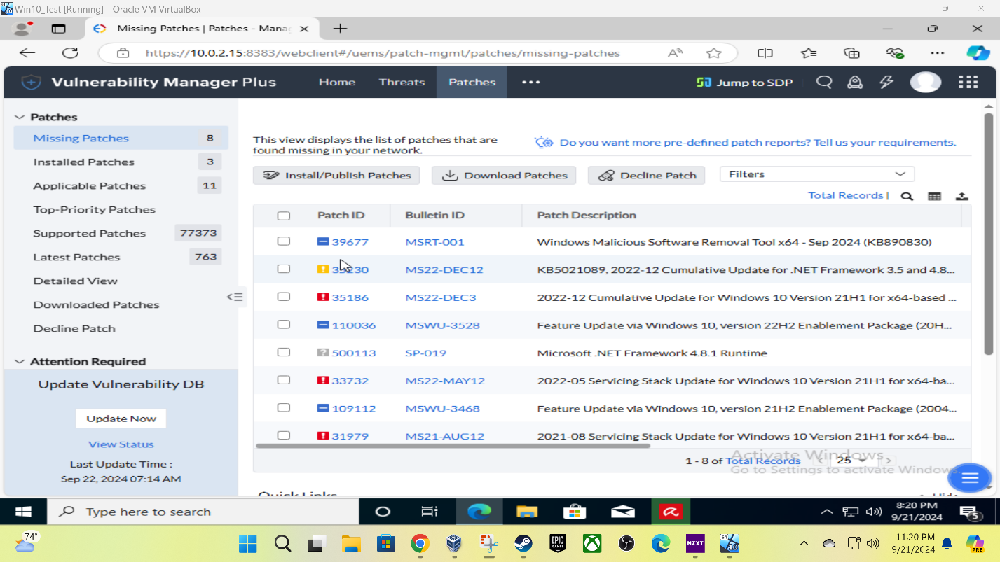 Win10_Test [Running] - Oracle VM VirtualBox
Missing Patches | Patches - Mana
https://10.0.2.15:8383/webclient#/uems/patch-mgmt/patches/missing-patches
Vulnerability Manager Plus
Home
Threats
Patches
Jump to SDP
Patches
Missing Patches 8
Installed Patches 3
Applicable Patches 11
Top-Priority Patches
Supported Patches 77373
Latest Patches 763
Detailed View
Downloaded Patches
Decline Patch
Attention Required
Update Vulnerability DB
Update Now
View Status
Last Update Time :
Sep 22, 2024 07:14 AM
This view displays the list of patches that are
found missing in your network.
Do you want more pre-defined patch reports? Tell us your requirements.
Install/Publish Patches
Download Patches
Decline Patch
Filters
Total Records |
Patch ID Bulletin ID Patch Description
39677 MSRT-001 Windows Malicious Software Removal Tool x64 - Sep 2024 (KB890830)
MS22-DEC12 KB5021089, 2022-12 Cumulative Update for .NET Framework 3.5 and 4.8...
35186 MS22-DEC3 2022-12 Cumulative Update for Windows 10 Version 21H1 for x64-based ...
110036 MSWU-3528 Feature Update via Windows 10, version 22H2 Enablement Package (20H...
500113 SP-019 Microsoft .NET Framework 4.8.1 Runtime
33732 MS22-MAY12 2022-05 Servicing Stack Update for Windows 10 Version 21H1 for x64-ba...
109112 MSWU-3468 Feature Update via Windows 10, version 21H2 Enablement Package (2004...
31979 MS21-AUG12 2021-08 Servicing Stack Update for Windows 10 Version 21H1 for x64-ba...
1 - 8 of Total Records 25
Activate Windows
Go to Settings to activate Windows.
Quick Links
Hide
Type here to search
8:20 PM
9/21/2024
5
74°
EPIC
GAMES
NZXT
64
10
11:20 PM
9/21/2024
PRE